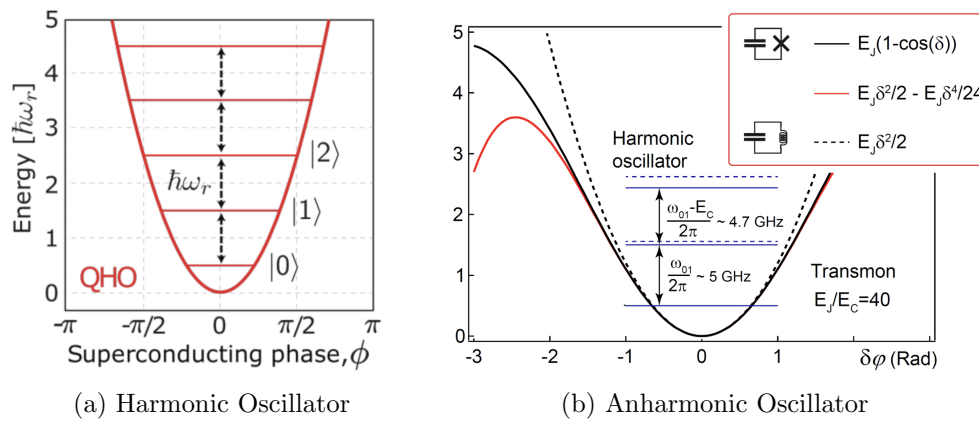 Energy [ħω_r]
5
4
3
2
1
0
ħω_r
|2⟩
|1⟩
|0⟩
QHO
-π
-π/2
0
π/2
π
Superconducting phase,ϕ
(a) Harmonic Oscillator
5
4
3
2
1
0
E_J(1-cos(δ))
E_Jδ²/2 - E_Jδ⁴/24
E_Jδ²/2
Harmonic
oscillator
ω₀₁-E_C
2π
~ 4.7 GHz
ω₀₁
2π
~ 5 GHz
Transmon
E_J/E_C=40
-3
-2
-1
0
1
δφ (Rad)
(b) Anharmonic Oscillator